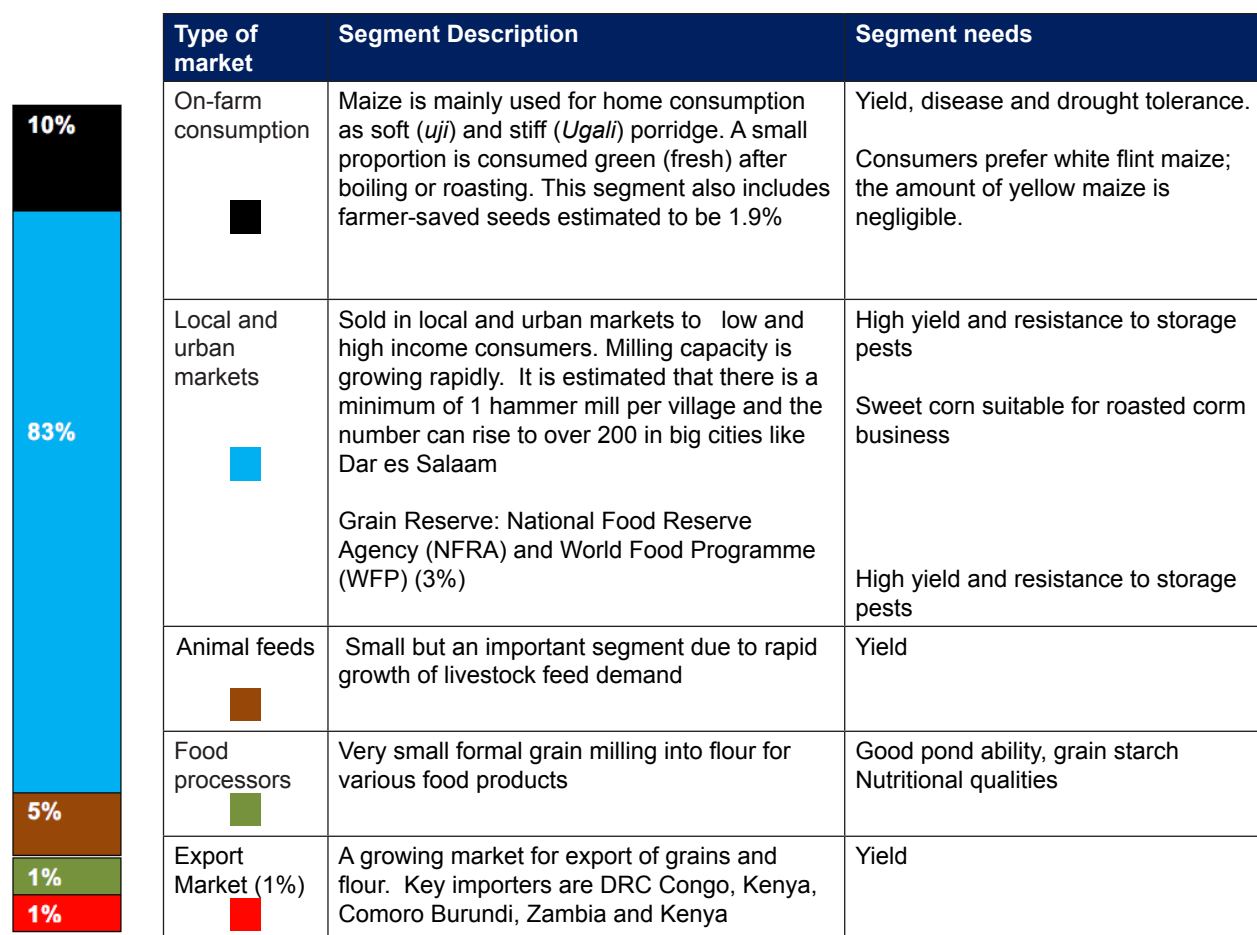 Type of
market
Segment Description
Segment needs
10%
83%
5%
1%
1%
On-farm
consumption
Maize is mainly used for home consumption
as soft (uji) and stiff (Ugali) porridge. A small
proportion is consumed green (fresh) after
boiling or roasting. This segment also includes
farmer-saved seeds estimated to be 1.9%
Yield, disease and drought tolerance.
Consumers prefer white flint maize;
the amount of yellow maize is
negligible.
Local and
urban
markets
Sold in local and urban markets to low and
high income consumers. Milling capacity is
growing rapidly. It is estimated that there is a
minimum of 1 hammer mill per village and the
number can rise to over 200 in big cities like
Dar es Salaam
Grain Reserve: National Food Reserve
Agency (NFRA) and World Food Programme
(WFP) (3%)
High yield and resistance to storage
pests
Sweet corn suitable for roasted corm
business
High yield and resistance to storage
pests
Animal feeds
Small but an important segment due to rapid
growth of livestock feed demand
Yield
Food
processors
Very small formal grain milling into flour for
various food products
Good pond ability, grain starch
Nutritional qualities
Export
Market (1%)
A growing market for export of grains and
flour. Key importers are DRC Congo, Kenya,
Comoro Burundi, Zambia and Kenya
Yield